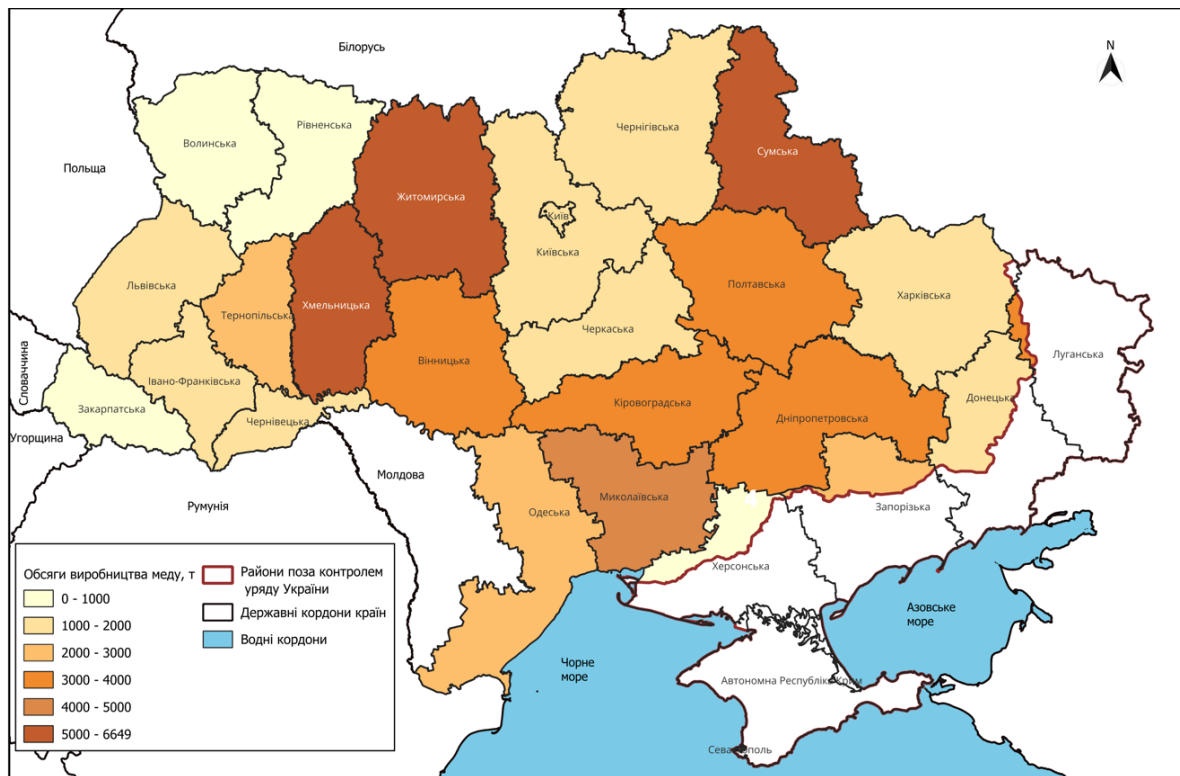 Білорусь
N
Чернігівська
Рівненська
Волинська
Сумська
Польща
Житомирська
Київ
Київська
Львівська
Полтавська
Харківська
Хмельницька
Тернопільська
Черкаська
Луганська
Вінницька
Словаччина
Івано-Франківська
Донецька
Закарпатська
Кіровоградська
Дніпропетровська
Чернівецька
Угорщина
Молдова
Миколаївська
Румунія
Одеська
Запорізька
Херсонська
Обсяги виробництва меду, т
0 - 1000
1000 - 2000
2000 - 3000
3000 - 4000
4000 - 5000
5000 - 6649
Райони поза контролем
уряду України
Державні кордони країн
Водні кордони
Азовське
море
Чорне
море
Автономна Республіка Крим
Севастополь